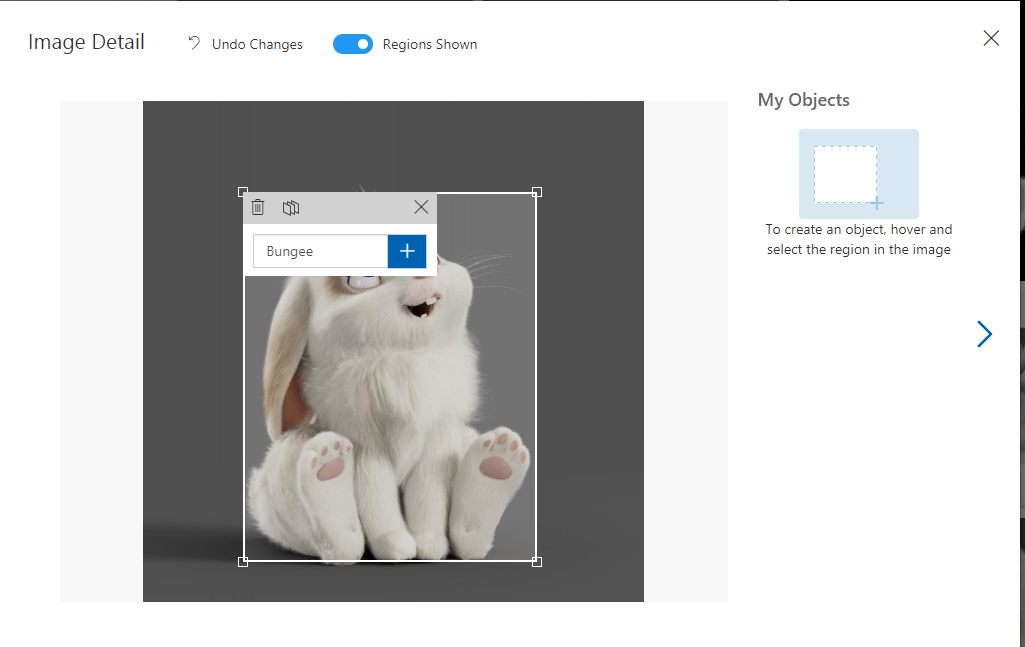 Image Detail
Undo Changes
Regions Shown
My Objects
To create an object, hover and
select the region in the image
Bungee